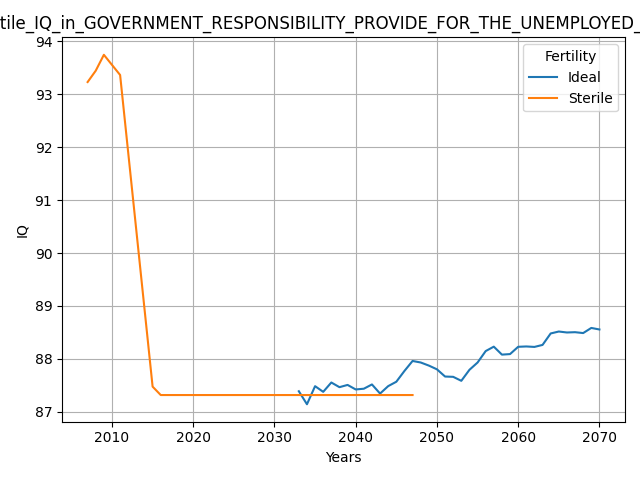 tile_IQ_in_GOVERNMENT_RESPONSIBILITY_PROVIDE_FOR_THE_UNEMPLOYED_
94
93
92
91
90
89
88
87
IQ
Fertility
Ideal
Sterile
2010 2020 2030 2040 2050 2060 2070
Years